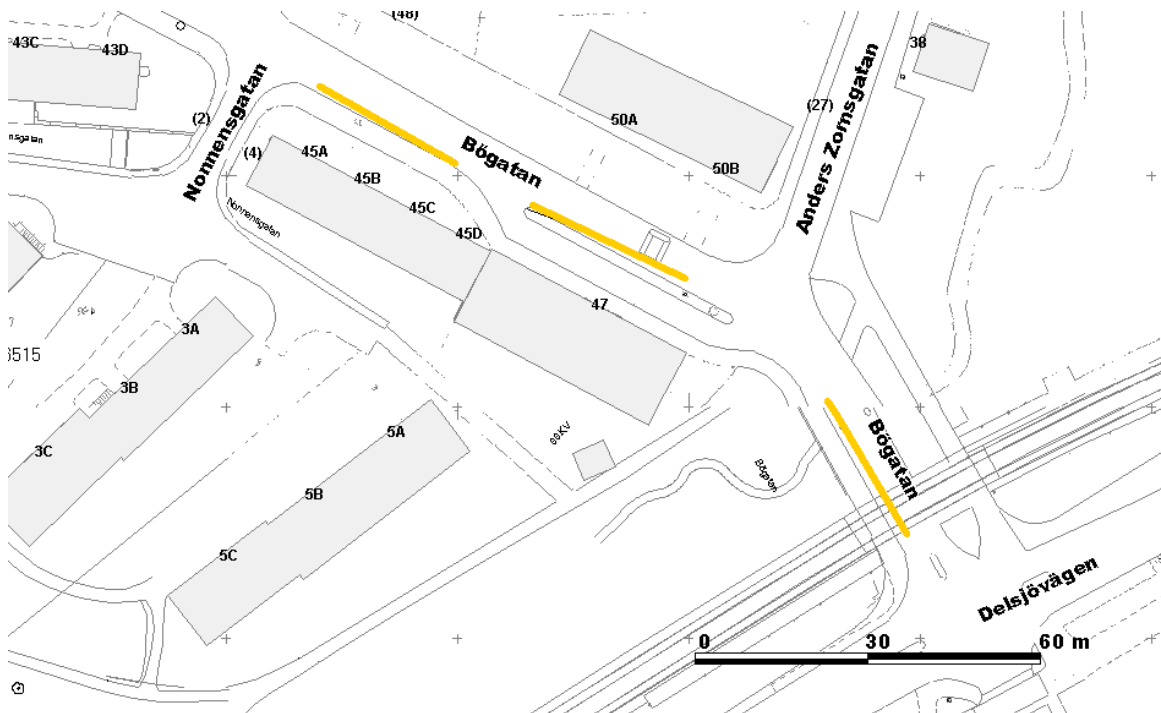 (48)
43C
43D
38
(27)
(2)
Nonnensgatan
Bögatan
50A
50B
Anders Zornsgatan
nsgatan
(4)
45A
45B
45C
45D
Nonnensgatan
47
3A
3B
3C
6515
5A
5B
5C
Bögatan
Bögatan
Delsjövägen
0 30 60 m